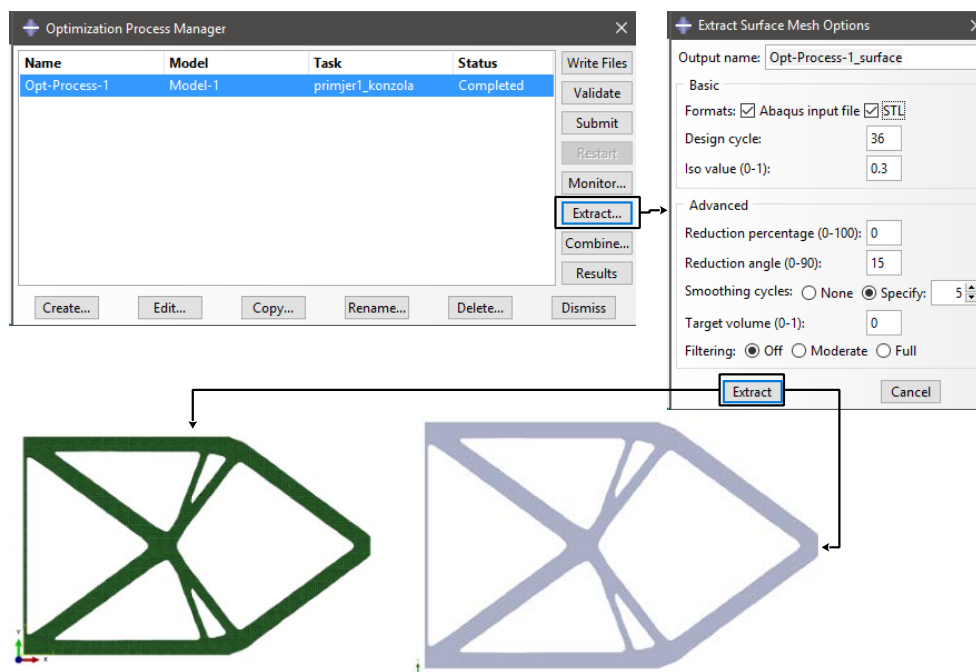 Optimization Process Manager
Name Model Task Status
Opt-Process-1 Model-1 primjer1_konzola Completed
Write Files
Validate
Submit
Restart
Monitor...
Extract...
Combine...
Results
Create... Edit... Copy... Rename... Delete... Dismiss
Extract Surface Mesh Options
Output name: Opt-Process-1_surface
Basic
Formats: Abaqus input file STL
Design cycle: 36
Iso value (0-1): 0.3
Advanced
Reduction percentage (0-100): 0
Reduction angle (0-90): 15
Smoothing cycles: None Specify: 5
Target volume (0-1): 0
Filtering: Off Moderate Full
Extract Cancel
Y
X